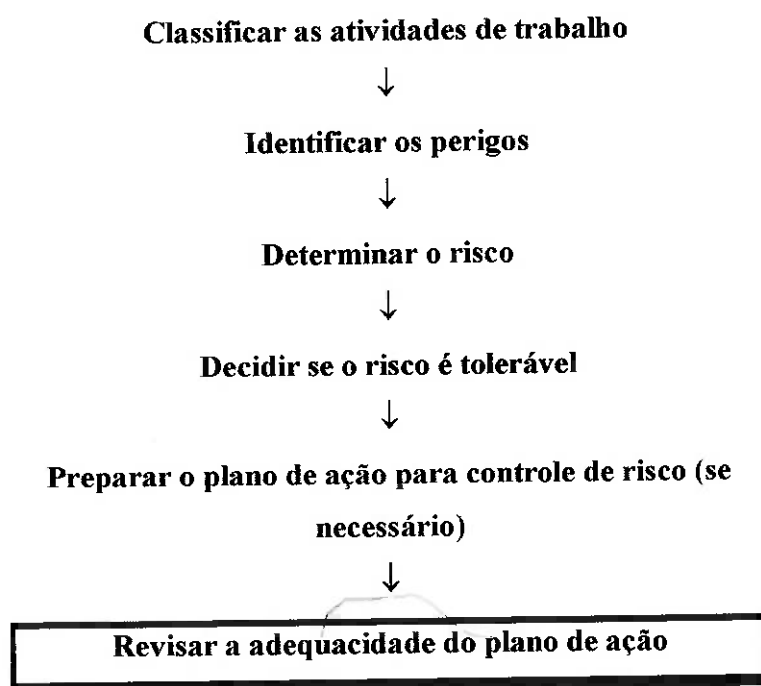 Classificar as atividades de trabalho
↓
Identificar os perigos
↓
Determinar o risco
↓
Decidir se o risco é tolerável
↓
Preparar o plano de ação para controle de risco (se
necessário)
↓
Revisar a adequacidade do plano de ação